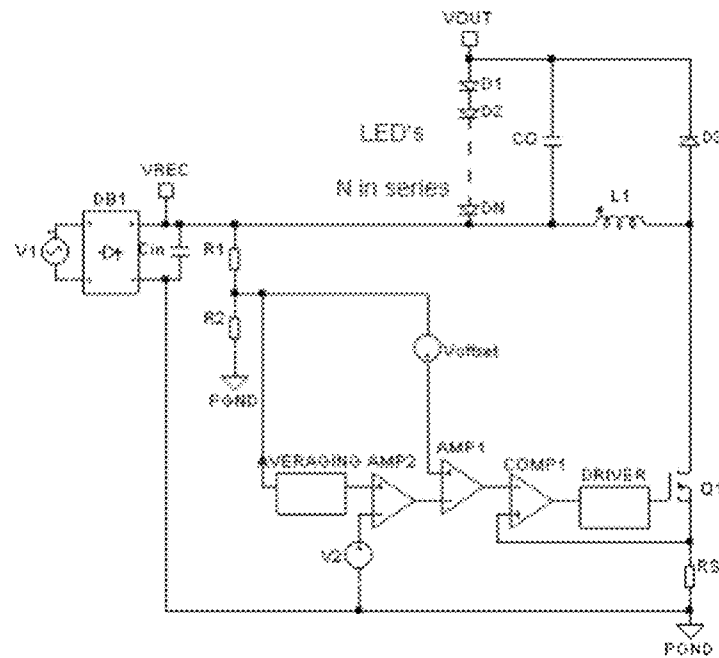 VOUT
D1
D2
LED's
CO
VREC
N in series
L1
DB1
DN
V1
Cin
R1
R2
Voffset
PGND
AVERAGING
AMP2
AMP1
COMP1
DRIVER
Q1
V2
RS
PGND